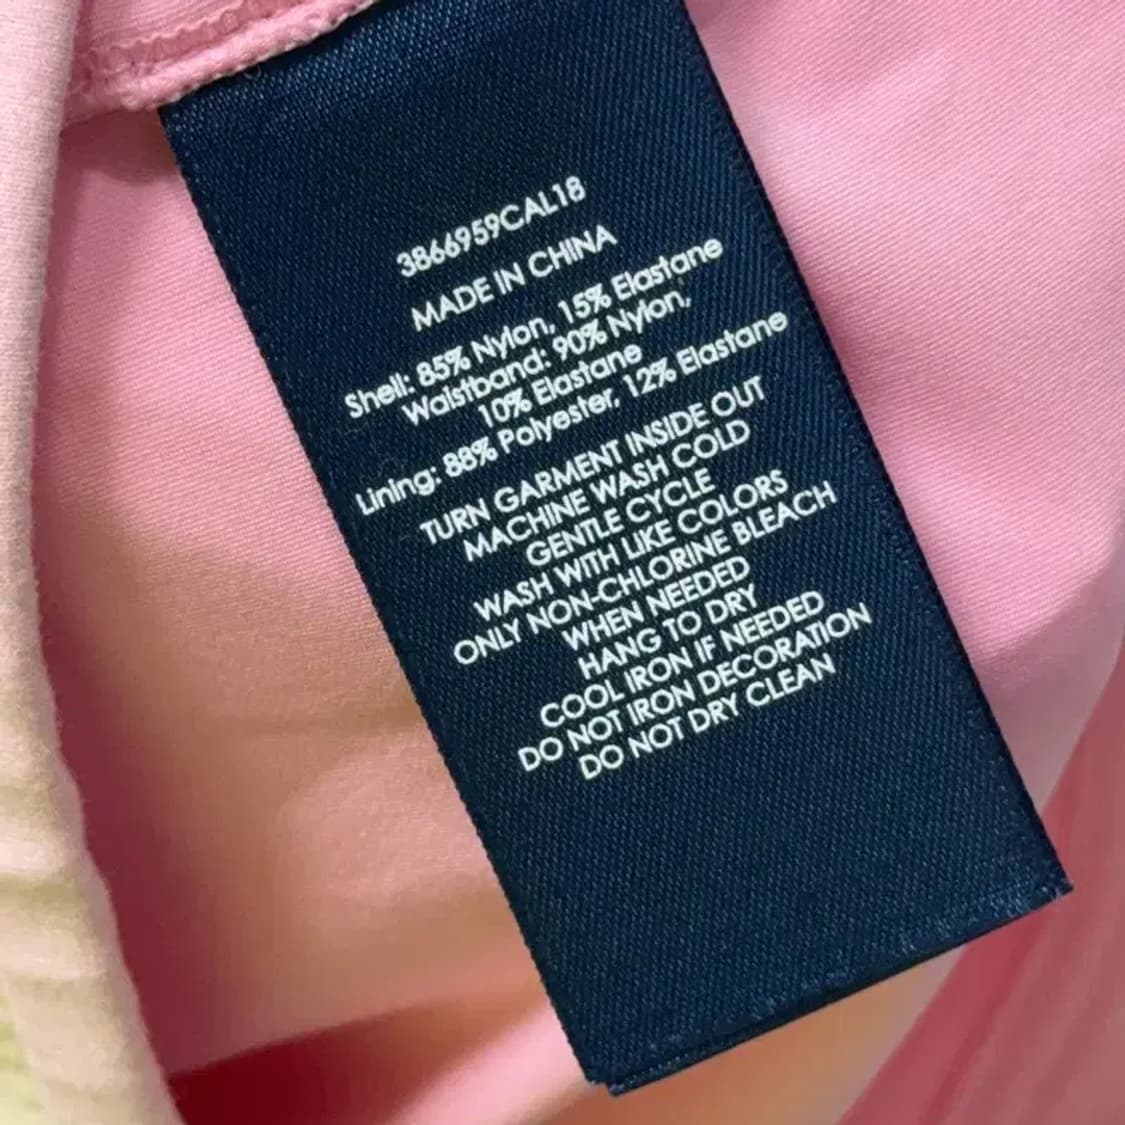 3866959CAL18
MADE IN CHINA
Shell: 85% Nylon, 15% Elastane
Waistband: 90% Nylon,
10% Elastane
Lining: 88% Polyester, 12% Elastane
TURN GARMENT INSIDE OUT
MACHINE WASH COLD
GENTLE CYCLE
WASH WITH LIKE COLORS
ONLY NON-CHLORINE BLEACH
WHEN NEEDED
HANG TO DRY
COOL IRON IF NEEDED
DO NOT IRON DECORATION
DO NOT DRY CLEAN